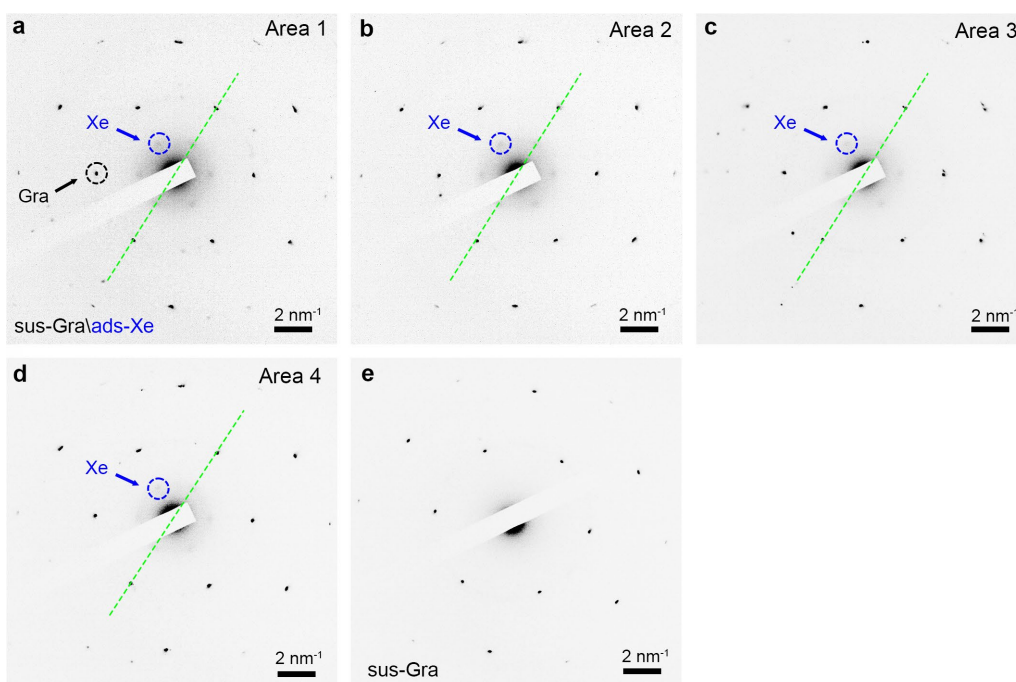 a
Area 1
Xe
Gra
2 nm-1
sus-Gra\ads-Xe
b
Area 2
Xe
2 nm-1
c
Area 3
Xe
2 nm-1
d
Area 4
Xe
2 nm-1
e
2 nm-1
sus-Gra